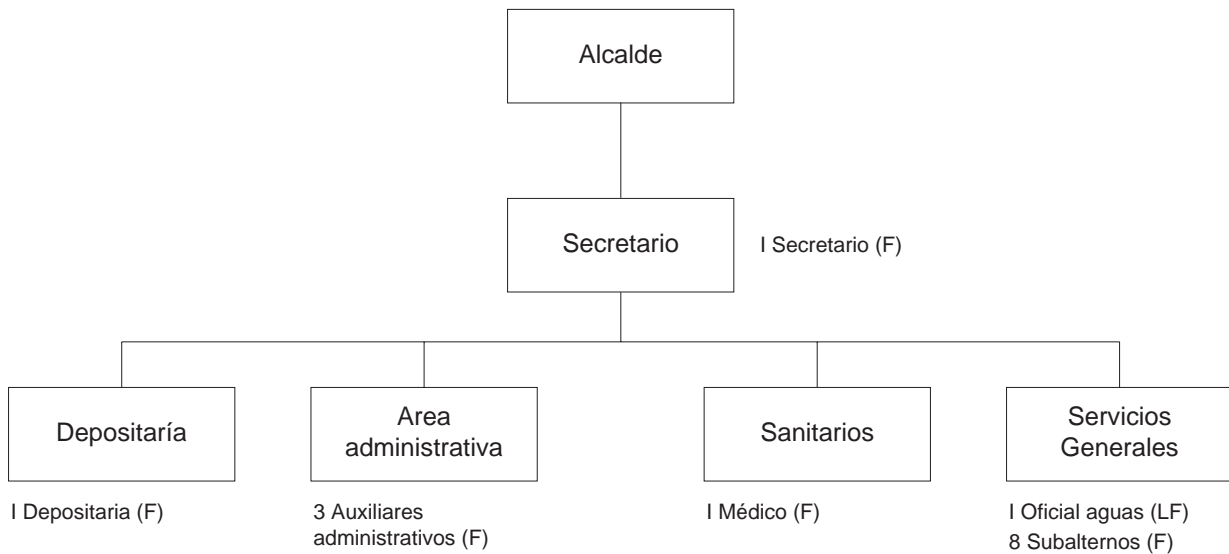 Alcalde
Secretario
I Secretario (F)
Depositaría
Area
administrativa
Sanitarios
Servicios
Generales
I Depositaria (F)
3 Auxiliares
administrativos (F)
I Médico (F)
I Oficial aguas (LF)
8 Subalternos (F)